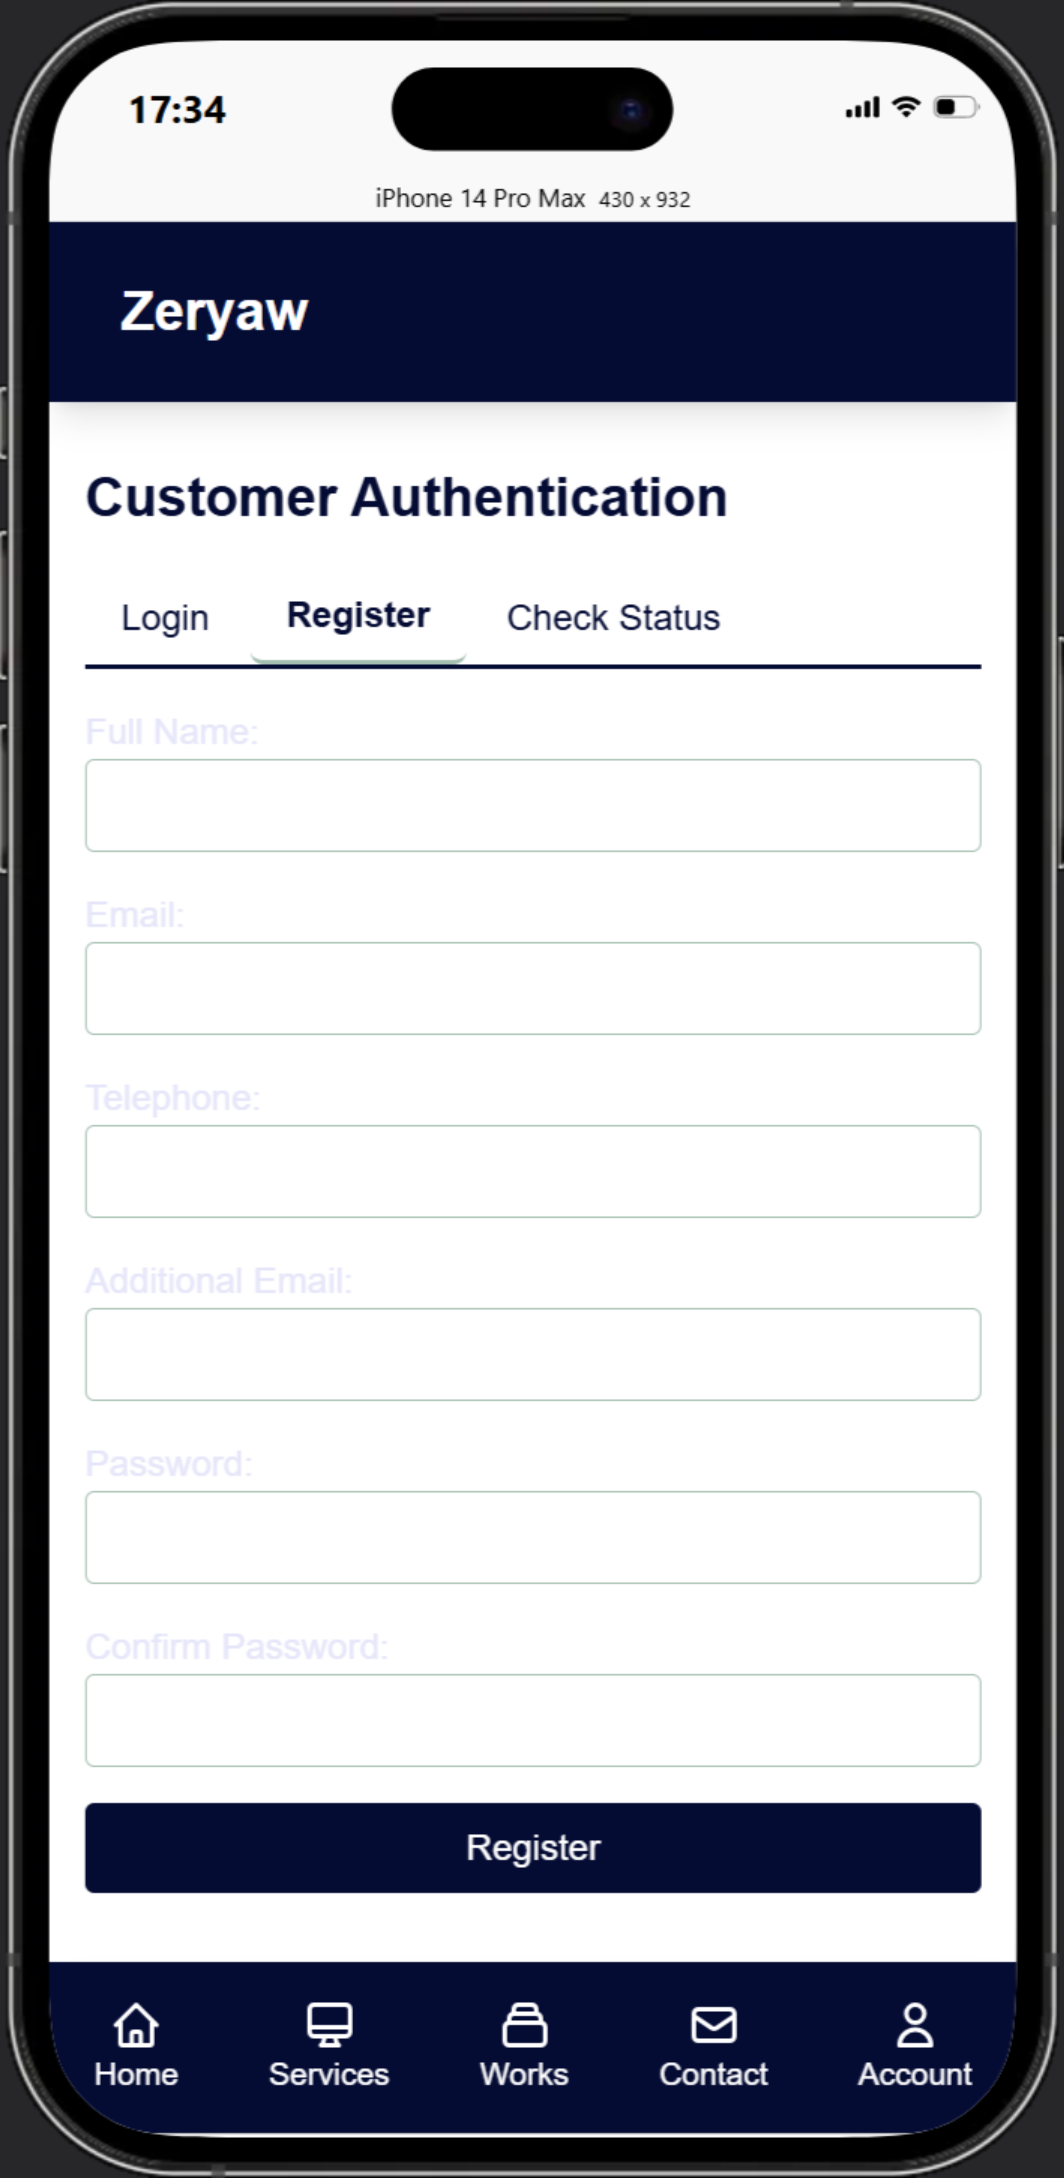 17:34
iPhone 14 Pro Max 430 x 932
Zeryaw
Customer Authentication
Login Register Check Status
Full Name:
Email:
Telephone:
Additional Email:
Password:
Confirm Password:
Register
Home Services Works Contact Account